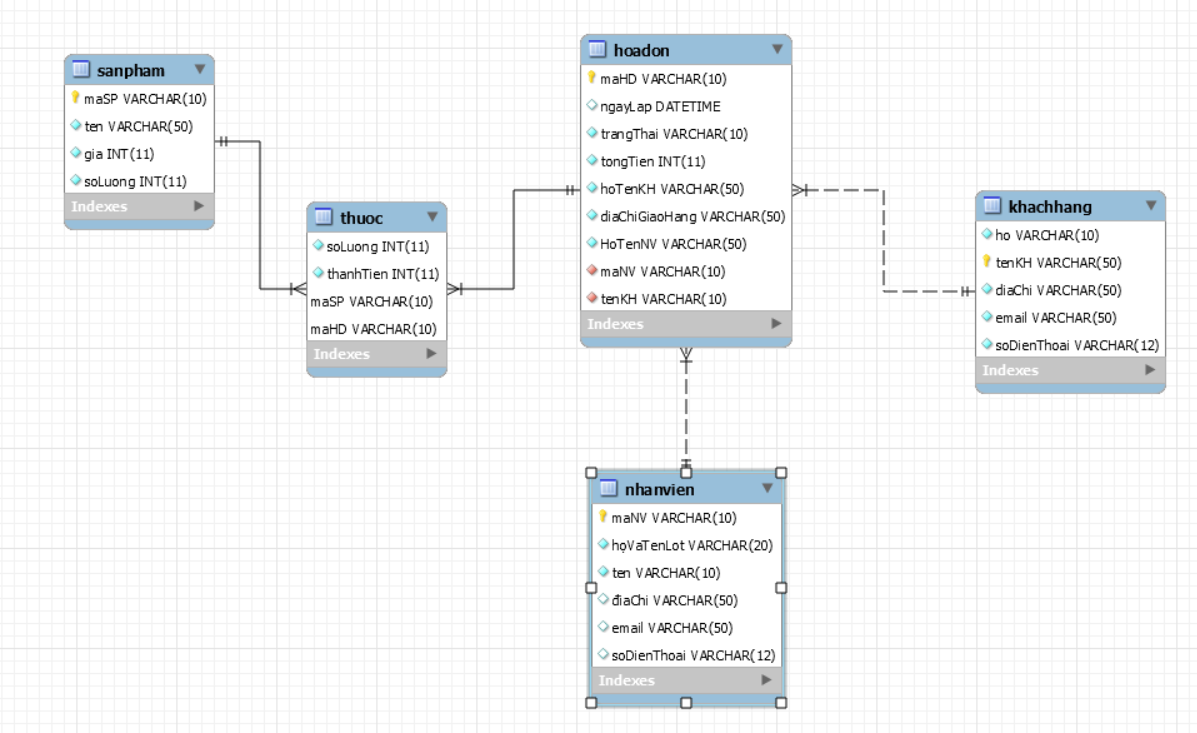 sanpham
maSP VARCHAR(10)
ten VARCHAR(50)
gia INT(11)
soLuong INT(11)
Indexes
thuoc
soLuong INT(11)
thanhTien INT(11)
maSP VARCHAR(10)
maHD VARCHAR(10)
Indexes
hoadon
maHD VARCHAR(10)
ngayLap DATETIME
trangThai VARCHAR(10)
tongTien INT(11)
hoTenKH VARCHAR(50)
diaChiGiaoHang VARCHAR(50)
HoTenNV VARCHAR(50)
maNV VARCHAR(10)
tenKH VARCHAR(10)
Indexes
khachhang
ho VARCHAR(10)
tenKH VARCHAR(50)
diaChi VARCHAR(50)
email VARCHAR(50)
soDienThoai VARCHAR(12)
Indexes
nhanvien
maNV VARCHAR(10)
họVaTenLot VARCHAR(20)
ten VARCHAR(10)
điaChi VARCHAR(50)
email VARCHAR(50)
soDienThoai VARCHAR(12)
Indexes